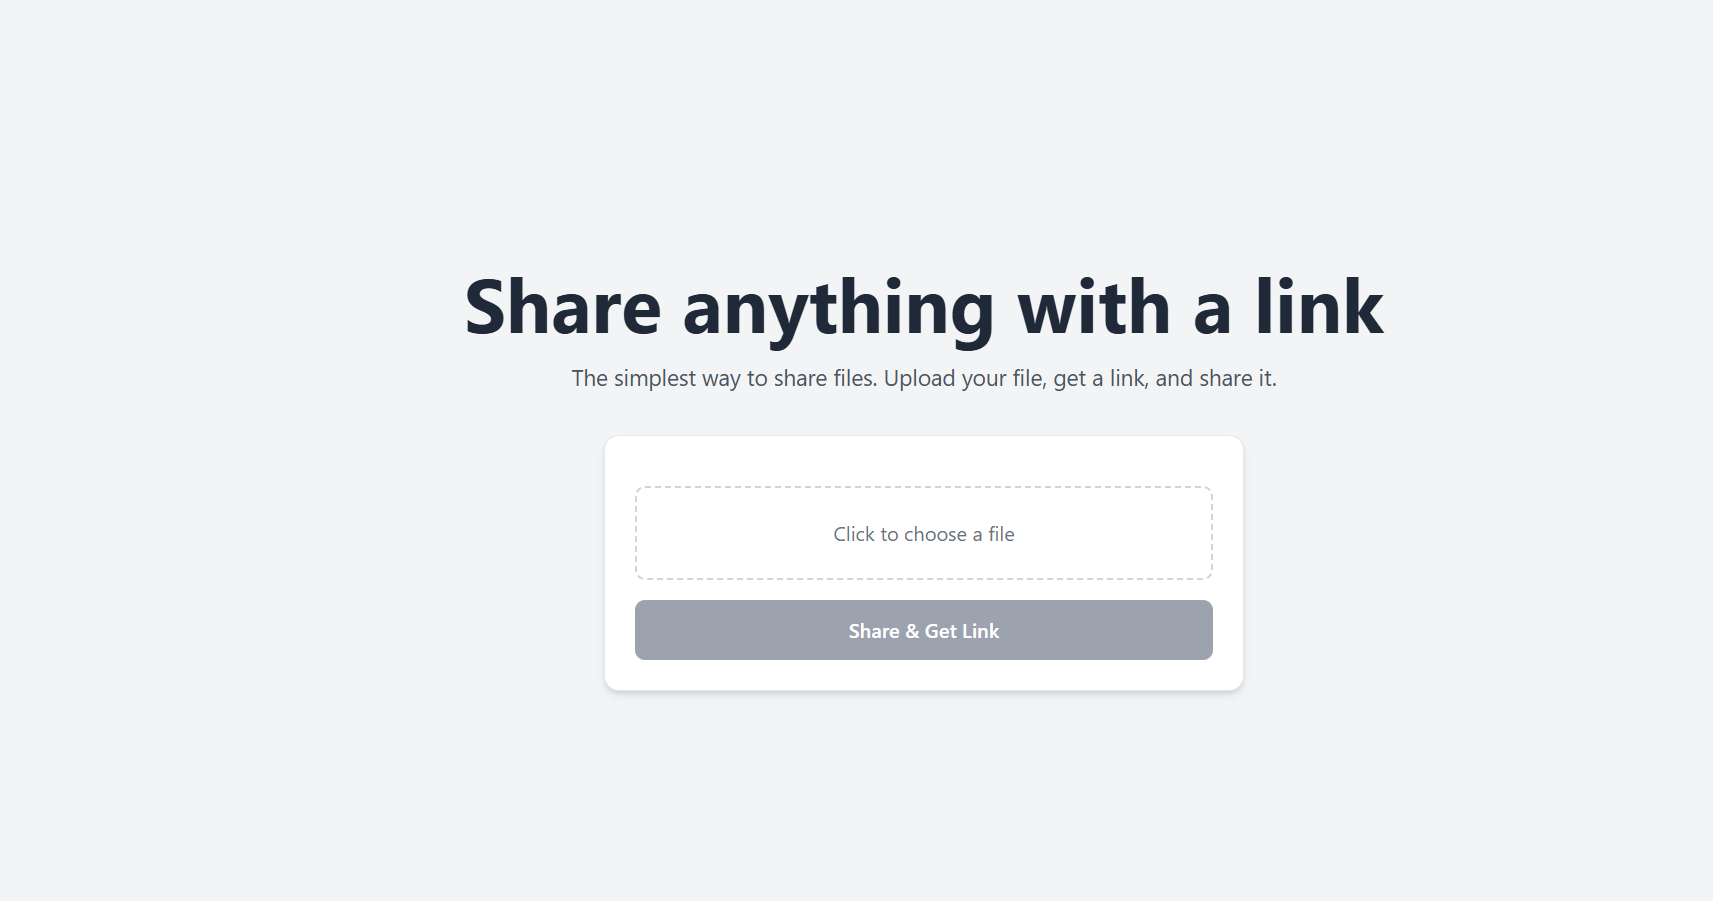 Share anything with a link
The simplest way to share files. Upload your file, get a link, and share it.
Click to choose a file
Share & Get Link